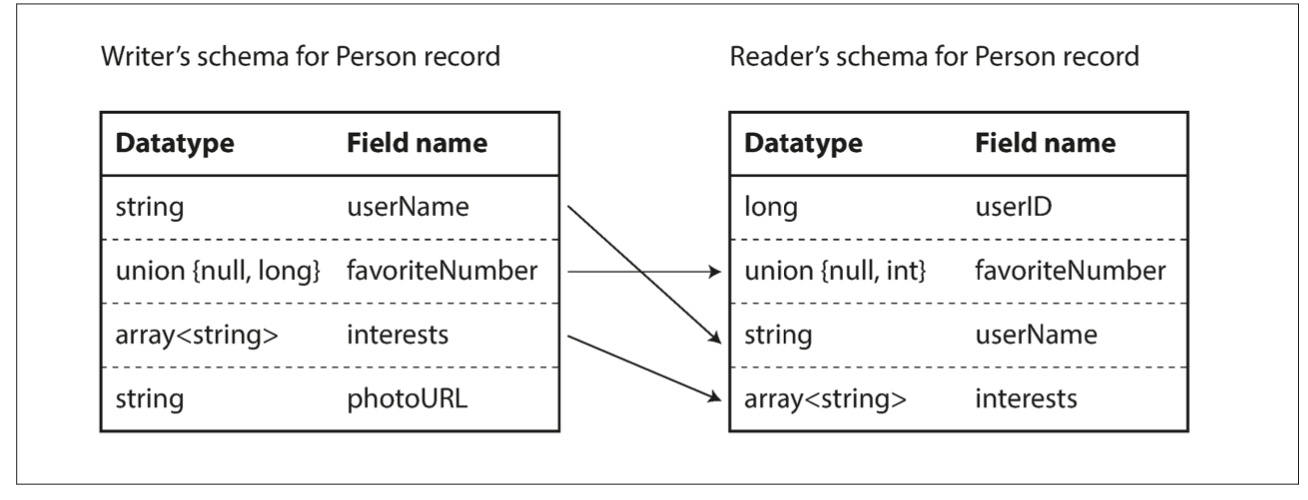 Writer’s schema for Person record
Datatype Field name
string userName
union {null, long} favoriteNumber
array<string> interests
string photoURL
Reader’s schema for Person record
Datatype Field name
long userID
union {null, int} favoriteNumber
string userName
array<string> interests